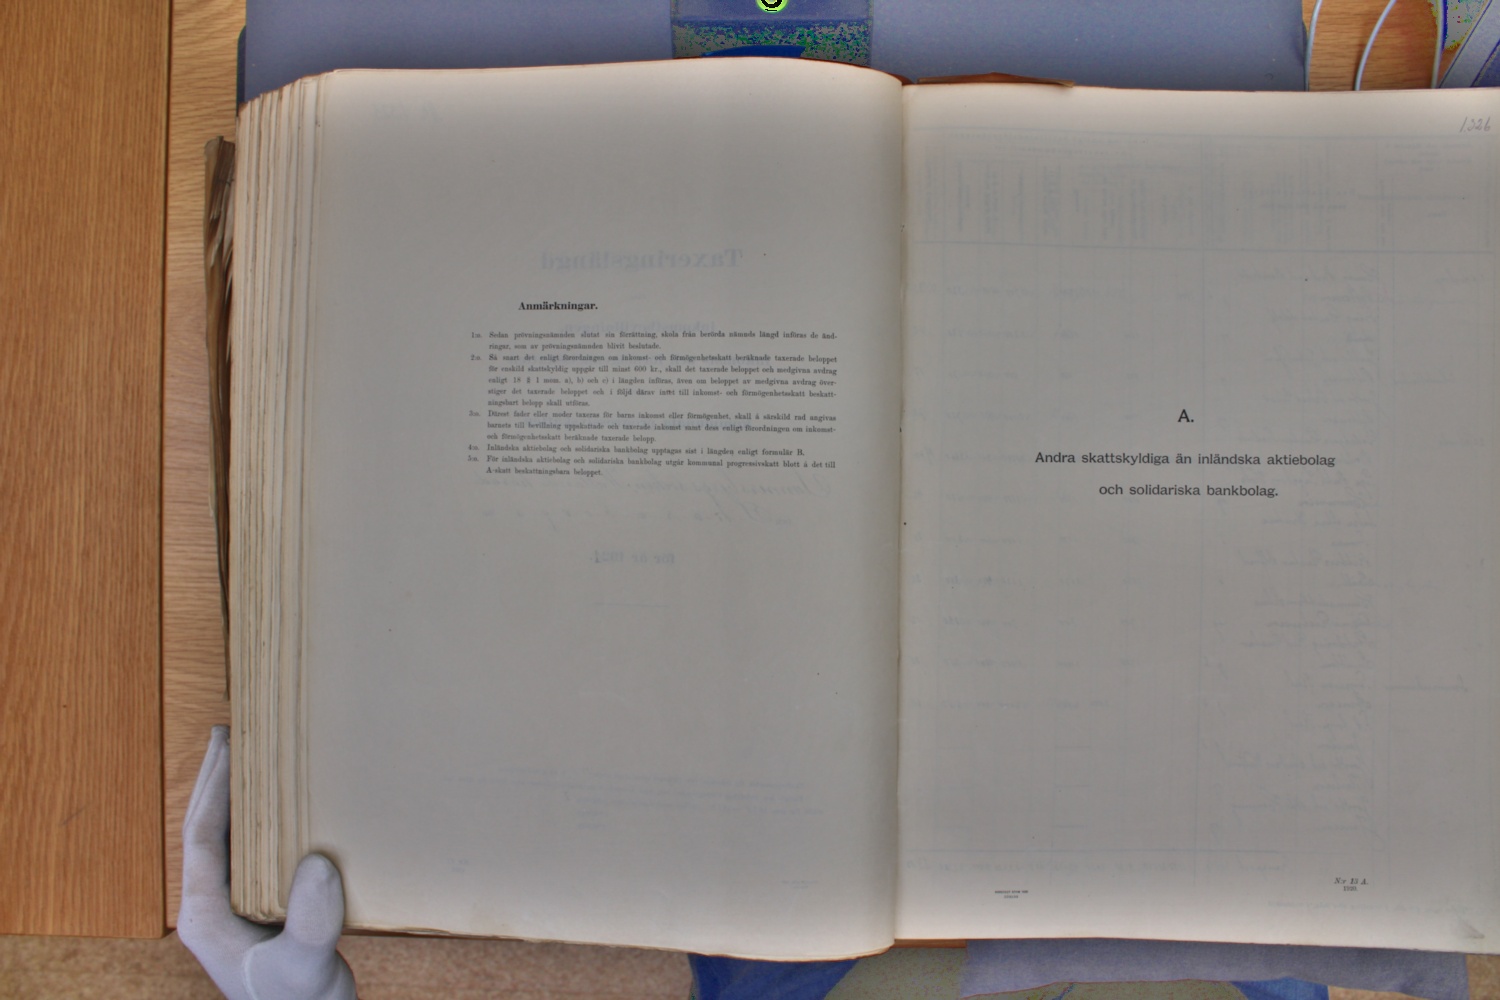 Anmärkningar.
1:o. Sedan prövningsnämnden slutat sin förrättning, skola från berörda nämnds längd införas de änd-
ringar, som av prövningsnämnden blivit beslutade.
2:o. Så snart det enligt förordningen om inkomst- och förmögenhetsskatt beräknade taxerade beloppet
för enskild skattskyldig uppgår till minst 600 kr., skall det taxerade beloppet och medgivna avdrag
enligt 18 § 1 mom. a), b) och c) i längden införas, även om beloppet av medgivna avdrag över-
stiger det taxerade beloppet och i följd därav intet till inkomst- och förmögenhetsskatt beskatt-
ningsbart belopp skall utföras.
3:o. Därest fader eller moder taxeras för barns inkomst eller förmögenhet, skall å särskild rad angivas
barnets till bevillning uppskattade och taxerade inkomst samt dess enligt förordningen om inkomst-
och förmögenhetsskatt beräknade taxerade belopp.
4:o. Inländska aktiebolag och solidariska bankbolag upptagas sist i längden enligt formulär B.
5:o. För inländska aktiebolag och solidariska bankbolag utgår kommunal progressivskatt blott å det till
A-skatt beskattningsbara beloppet.
1326
A.
Andra skattskyldiga än inländska aktiebolag
och solidariska bankbolag.
N:r 13 A.